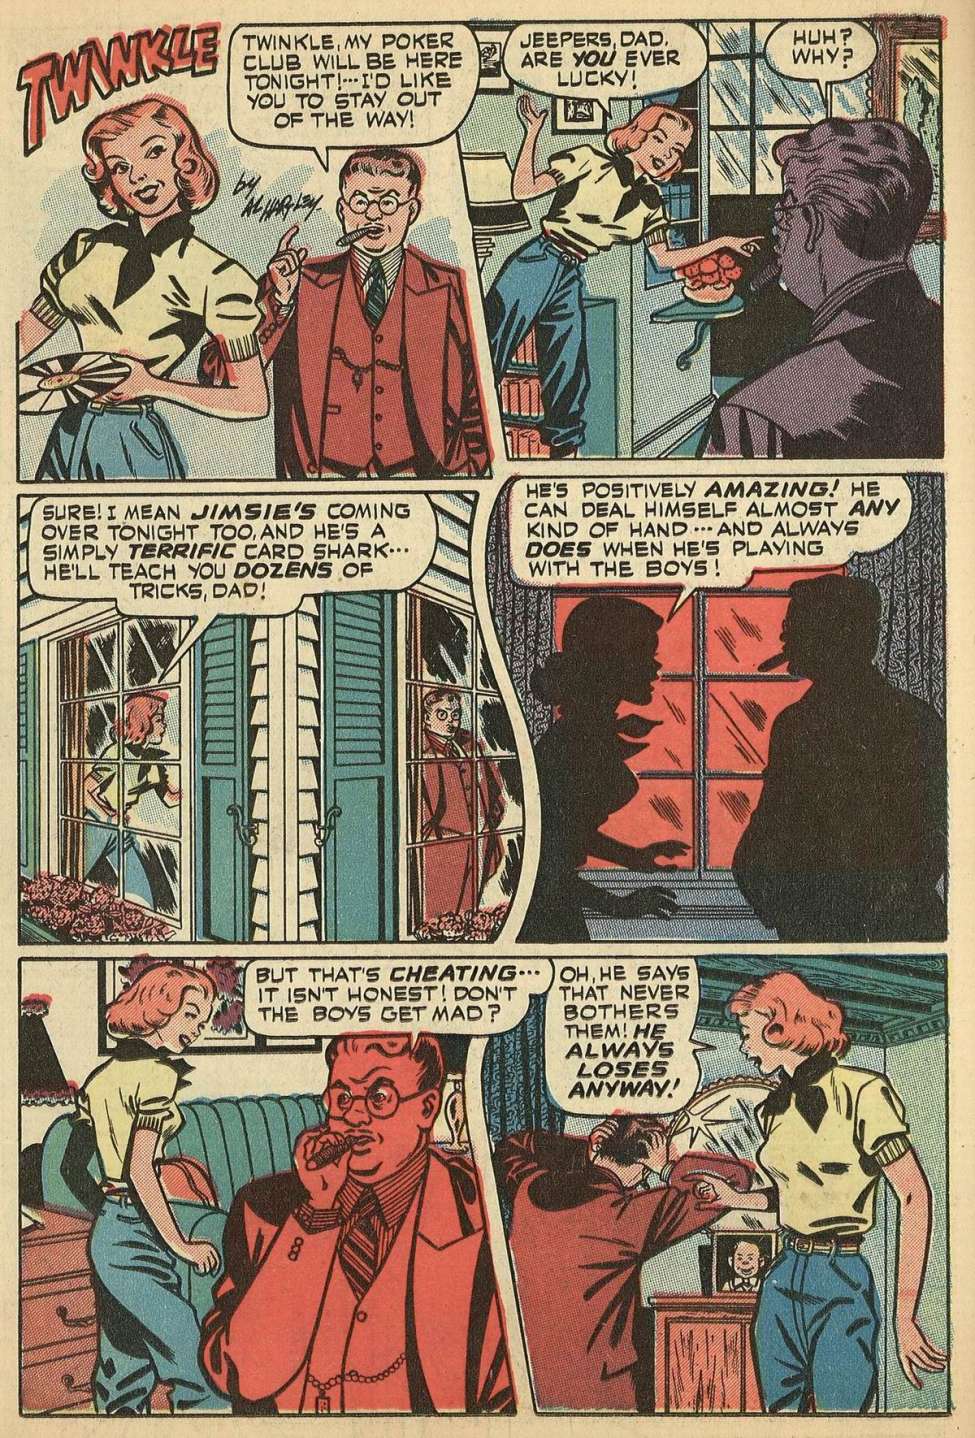 TWINKLE
TWINKLE, MY POKER
CLUB WILL BE HERE
TONIGHT!...I'D LIKE
YOU TO STAY OUT
OF THE WAY!
by
AL HARTLEY
JEEPERS, DAD,
ARE YOU EVER
LUCKY!
HUH?
WHY?
SURE! I MEAN JIMSIE'S COMING
OVER TONIGHT TOO, AND HE'S A
SIMPLY TERRIFIC CARD SHARK...
HE'LL TEACH YOU DOZENS OF
TRICKS, DAD!
HE'S POSITIVELY AMAZING! HE
CAN DEAL HIMSELF ALMOST ANY
KIND OF HAND...AND ALWAYS
DOES WHEN HE'S PLAYING
WITH THE BOYS!
BUT THAT'S CHEATING...
IT ISN'T HONEST! DON'T
THE BOYS GET MAD?
OH, HE SAYS
THAT NEVER
BOTHERS
THEM! HE
ALWAYS
LOSES
ANYWAY!